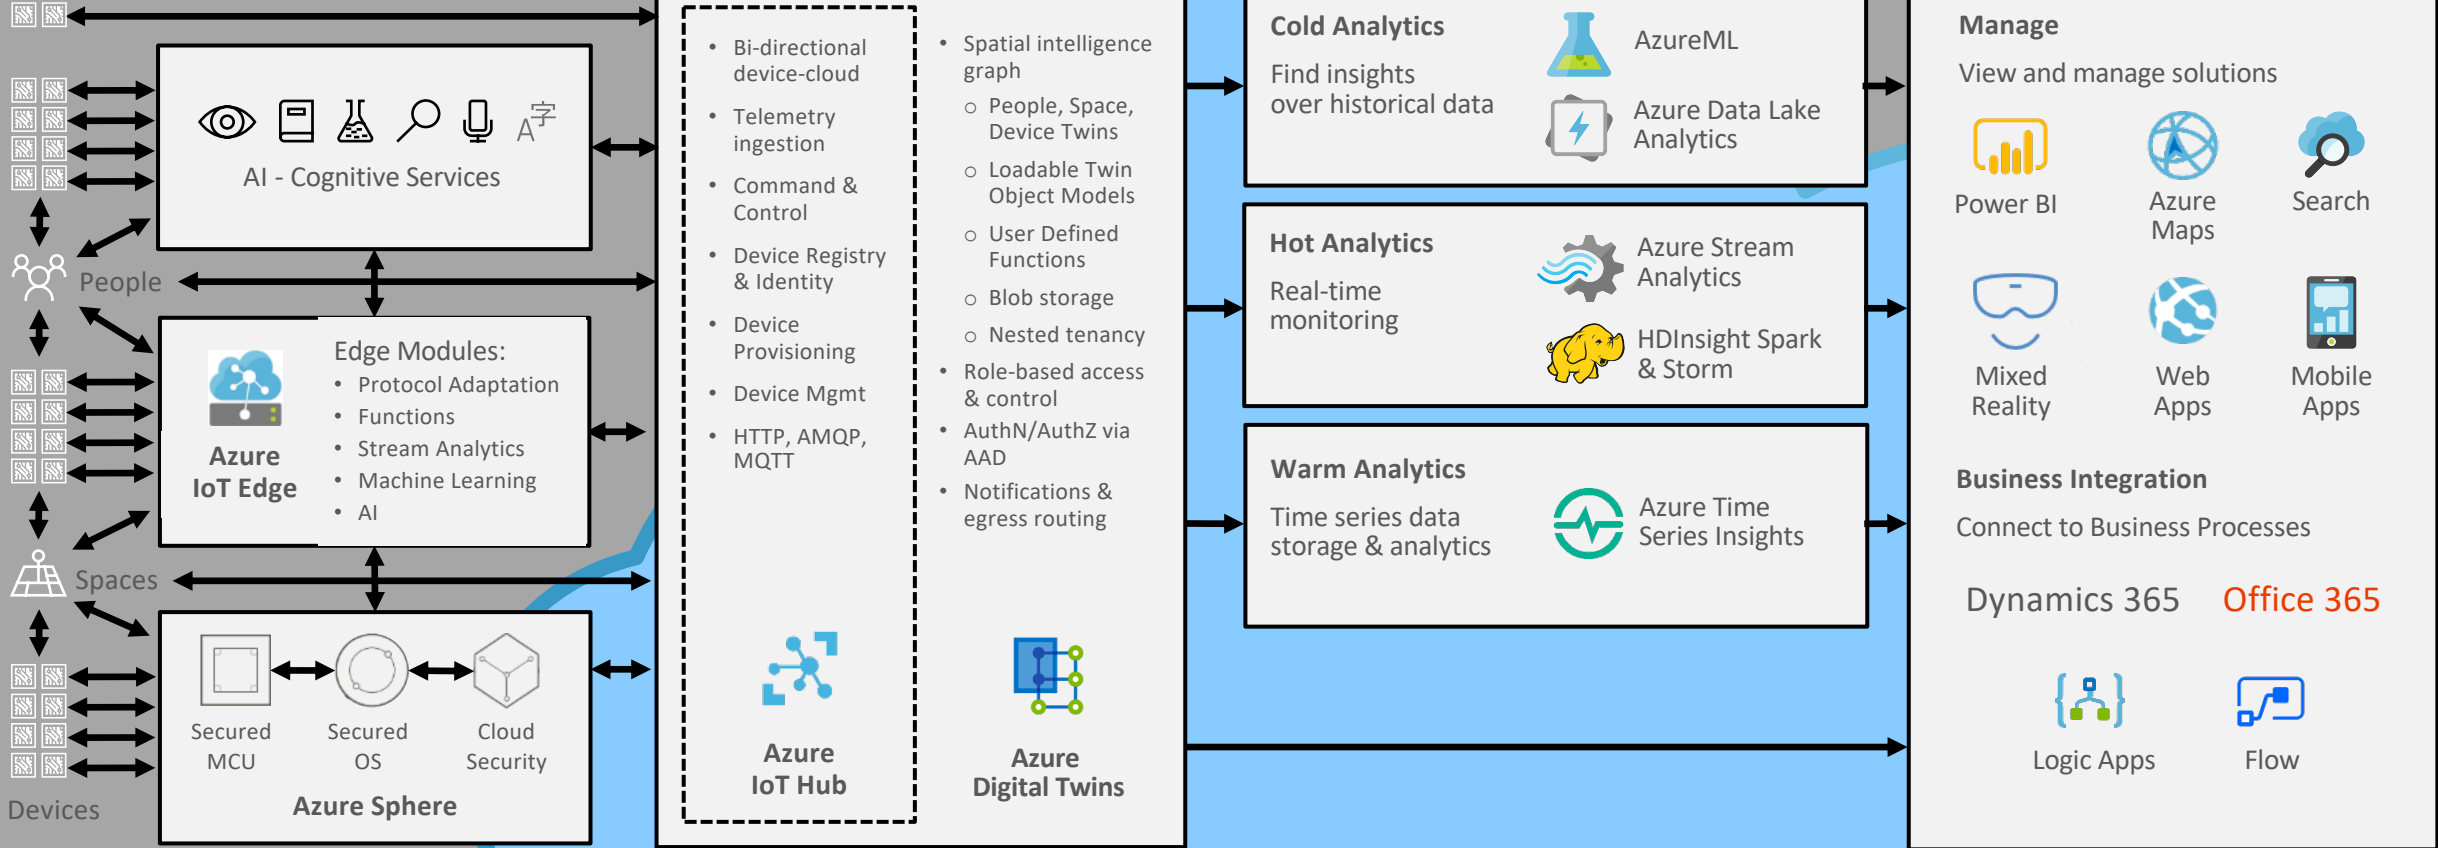 AI - Cognitive Services
People
Azure
IoT Edge
Edge Modules:
• Protocol Adaptation
• Functions
• Stream Analytics
• Machine Learning
• AI
Spaces
Secured
MCU
Secured
OS
Cloud
Security
Azure Sphere
Devices
• Bi-directional
device-cloud
• Telemetry
ingestion
• Command &
Control
• Device Registry
& Identity
• Device
Provisioning
• Device Mgmt
• HTTP, AMQP,
MQTT
Azure
IoT Hub
• Spatial intelligence
graph
o People, Space,
Device Twins
o Loadable Twin
Object Models
o User Defined
Functions
o Blob storage
o Nested tenancy
• Role-based access
& control
• AuthN/AuthZ via
AAD
• Notifications &
egress routing
Azure
Digital Twins
Cold Analytics
Find insights
over historical data
AzureML
Azure Data Lake
Analytics
Hot Analytics
Real-time
monitoring
Azure Stream
Analytics
HDInsight Spark
& Storm
Warm Analytics
Time series data
storage & analytics
Azure Time
Series Insights
Manage
View and manage solutions
Power BI
Azure
Maps
Search
Mixed
Reality
Web
Apps
Mobile
Apps
Business Integration
Connect to Business Processes
Dynamics 365
Office 365
Logic Apps
Flow